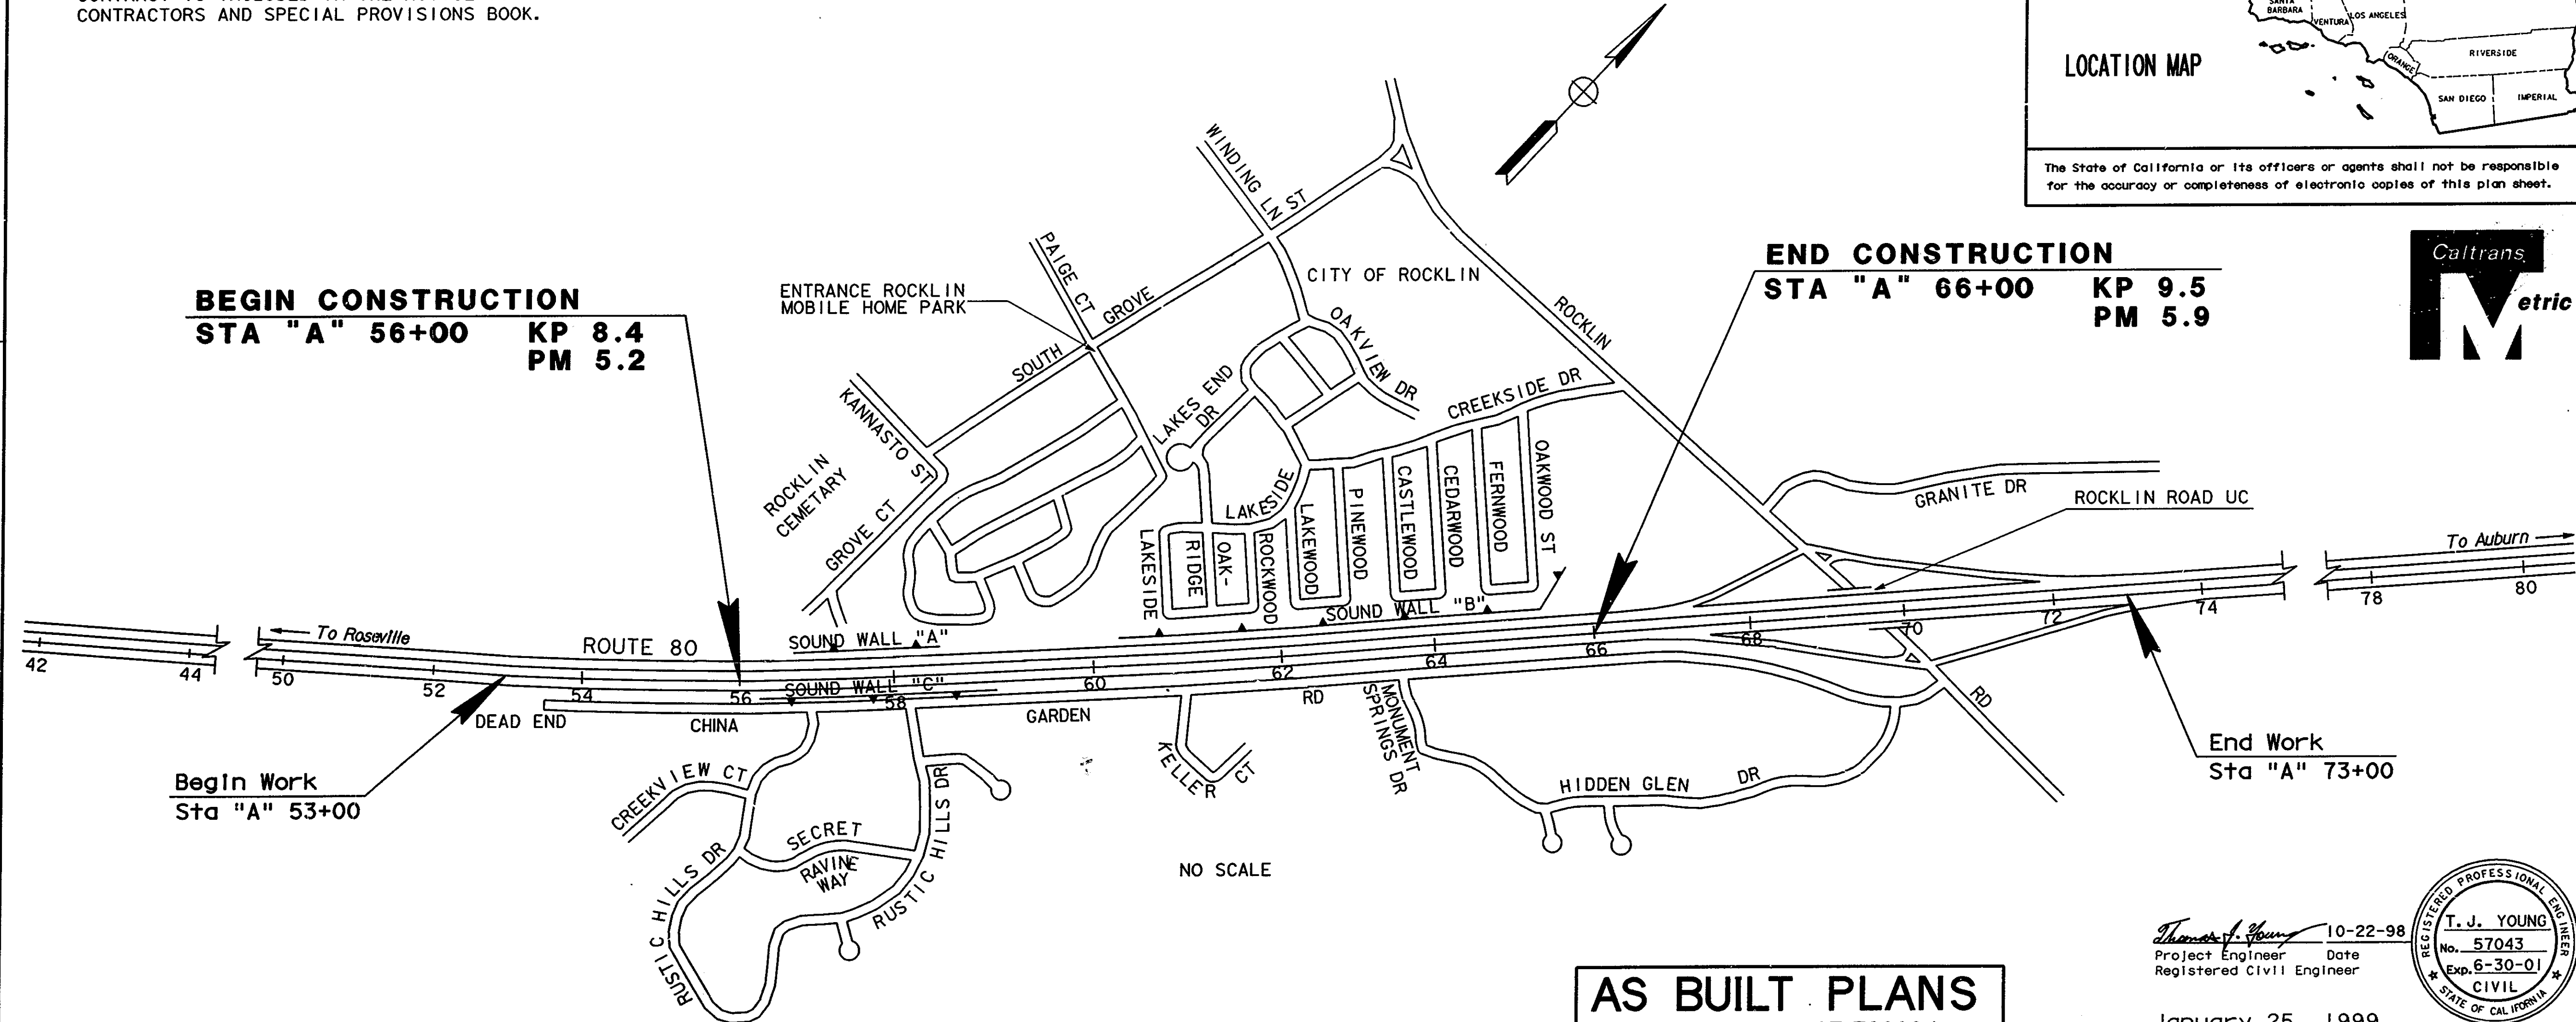 CONTRACTORS AND SPECIAL PROVISIONS BOOK.
SANTA
BARBARA
VENTURA
LOS ANGELES
ORANGE
RIVERSIDE
SAN DIEGO
IMPERIAL
LOCATION MAP
The State of California or its officers or agents shall not be responsible
for the accuracy or completeness of electronic copies of this plan sheet.
Caltrans
Metric
BEGIN CONSTRUCTION
STA "A" 56+00 KP 8.4
PM 5.2
END CONSTRUCTION
STA "A" 66+00 KP 9.5
PM 5.9
ENTRANCE ROCKLIN
MOBILE HOME PARK
WINDING LN ST
PAIGE CT
SOUTH
GROVE
CITY OF ROCKLIN
OAKVIEW DR
ROCKLIN
KANNASTO ST
ROCKLIN
CEMETARY
GROVE CT
LAKES END
DR
CREEKSIDE DR
LAKESIDE
LAKESIDE
RIDGE
OAK-
ROCKWOOD
LAKEWOOD
PINEWOOD
CASTLEWOOD
CEDARWOOD
FERNWOOD
OAKWOOD ST
GRANITE DR
ROCKLIN ROAD UC
To Auburn
To Roseville
ROUTE 80
SOUND WALL "A"
SOUND WALL "B"
SOUND WALL "C"
42
44
50
52
54
56
58
60
62
64
66
68
70
72
74
78
80
DEAD END
CHINA
GARDEN
RD
MONUMENT
SPRINGS DR
RD
KELLER CT
HIDDEN GLEN DR
Begin Work
Sta "A" 53+00
End Work
Sta "A" 73+00
CREEKVIEW CT
SECRET
RAVINE
WAY
RUSTIC HILLS DR
RUSTIC HILLS DR
NO SCALE
AS BUILT PLANS
Thomas J. Young 10-22-98
Project Engineer Date
Registered Civil Engineer
REGISTERED PROFESSIONAL ENGINEER
T. J. YOUNG
No. 57043
Exp. 6-30-01
CIVIL
STATE OF CALIFORNIA
January 25, 1999